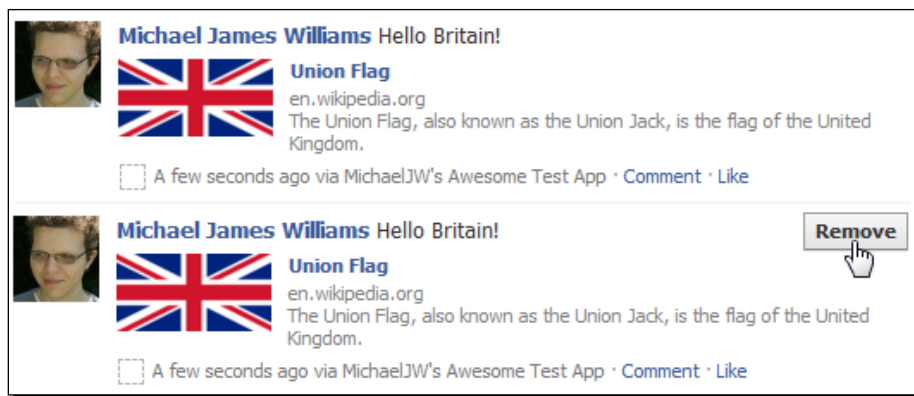 Michael James Williams Hello Britain!
Union Flag
en.wikipedia.org
The Union Flag, also known as the Union Jack, is the flag of the United
Kingdom.
A few seconds ago via MichaelJW's Awesome Test App · Comment · Like
Michael James Williams Hello Britain!
Remove
Union Flag
en.wikipedia.org
The Union Flag, also known as the Union Jack, is the flag of the United
Kingdom.
A few seconds ago via MichaelJW's Awesome Test App · Comment · Like